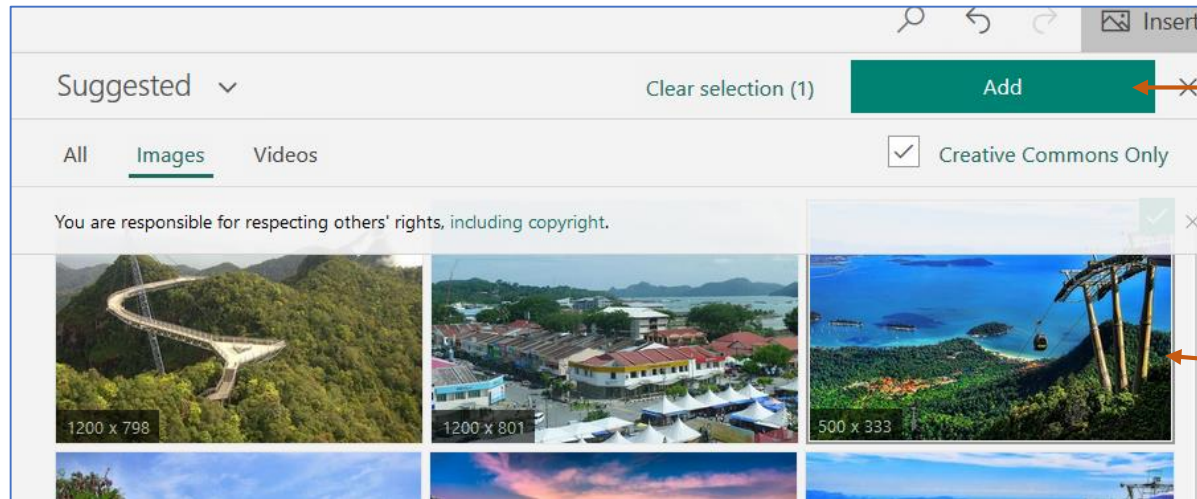 Insert
Suggested
Clear selection (1)
Add
All
Images
Videos
Creative Commons Only
You are responsible for respecting others' rights, including copyright.
1200 x 798
1200 x 801
500 x 333